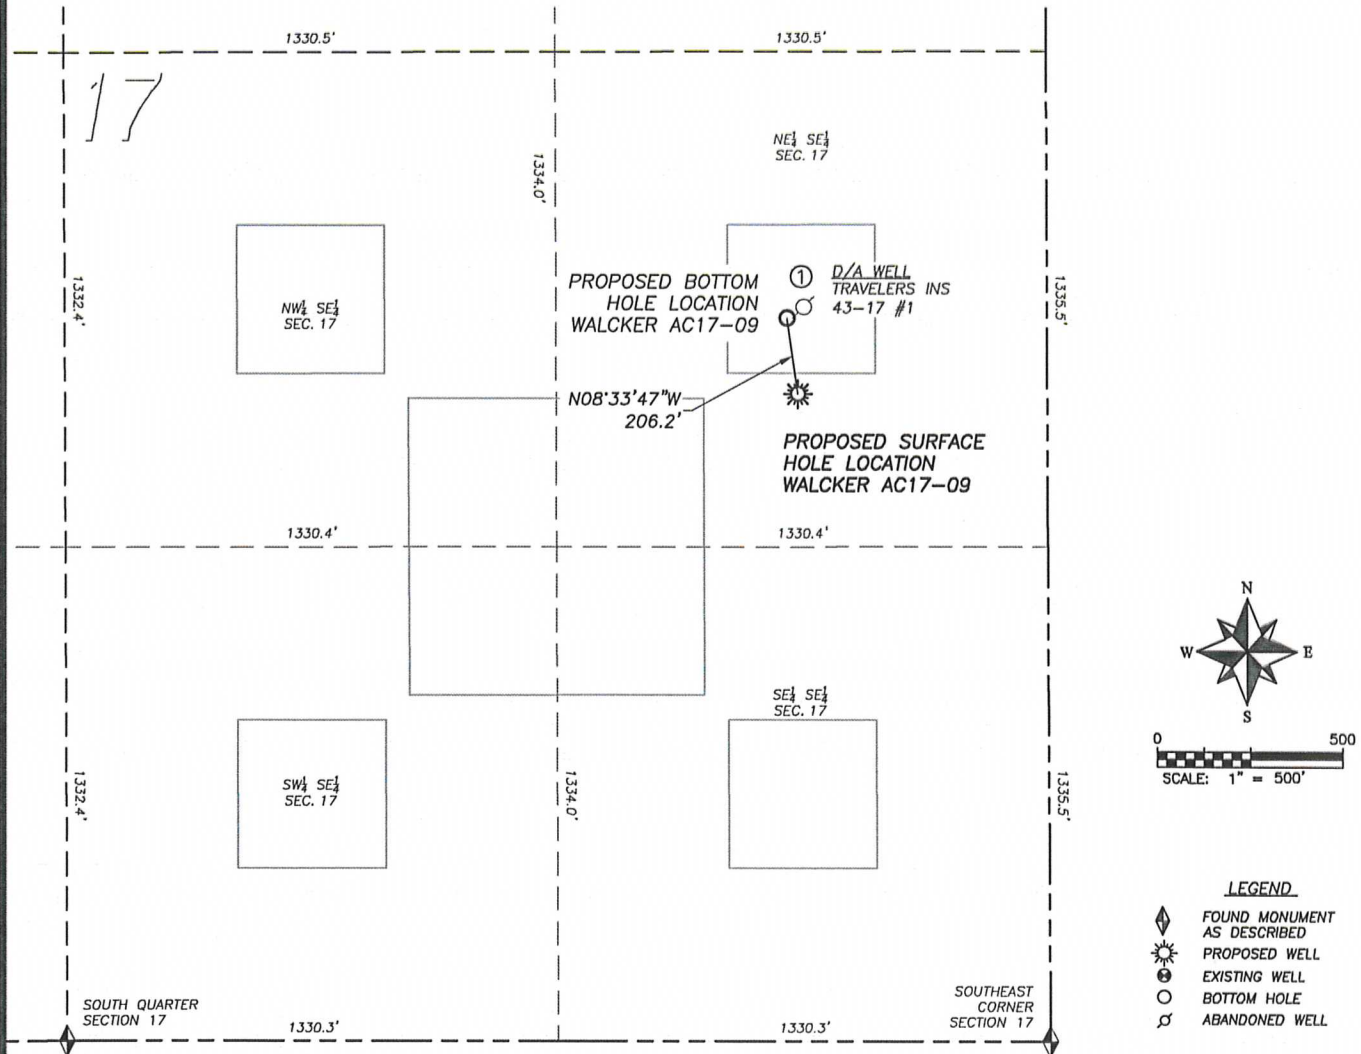 1330.5'
1330.5'
17
NE¼ SE¼
SEC. 17
1334.0'
1332.4'
NW¼ SE¼
SEC. 17
PROPOSED BOTTOM
HOLE LOCATION
WALCKER AC17-09
1
D/A WELL
TRAVELERS INS
43-17 #1
1335.5'
N08°33'47"W
206.2'
PROPOSED SURFACE
HOLE LOCATION
WALCKER AC17-09
1330.4'
1330.4'
N
W
E
S
0
500
SCALE: 1" = 500'
SE¼ SE¼
SEC. 17
1332.4'
SW¼ SE¼
SEC. 17
1334.0'
1335.5'
LEGEND
FOUND MONUMENT
AS DESCRIBED
PROPOSED WELL
EXISTING WELL
BOTTOM HOLE
ABANDONED WELL
SOUTH QUARTER
SECTION 17
1330.3'
1330.3'
SOUTHEAST
CORNER
SECTION 17